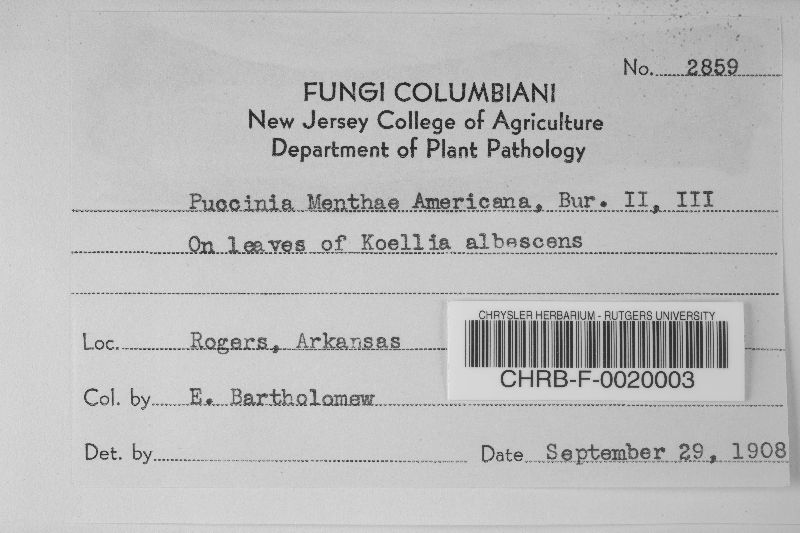 No. 2859
FUNGI COLUMBIANI
New Jersey College of Agriculture
Department of Plant Pathology
Puccinia Menthae Americana, Bur. II, III
On leaves of Koellia albescens
Loc. Rogers, Arkansas
CHRYSLER HERBARIUM - RUTGERS UNIVERSITY
CHRB-F-0020003
Col. by E. Bartholomew
Det. by
Date September 29, 1908